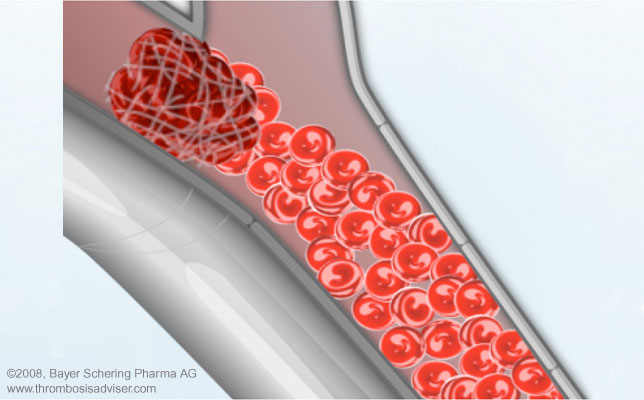 ©2008, Bayer Schering Pharma AG
www.thrombosisadviser.com